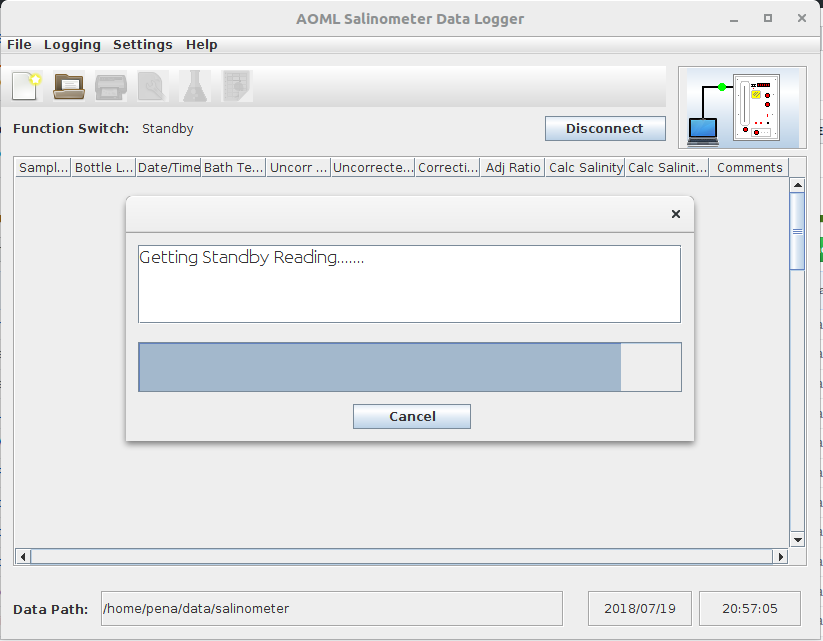 AOML Salinometer Data Logger
File Logging Settings Help
Function Switch: Standby
Disconnect
Sampl... Bottle L... Date/Time Bath Te... Uncorr ... Uncorrecte... Correcti... Adj Ratio Calc Salinity Calc Salinit... Comments
Getting Standby Reading.......
Cancel
Data Path: /home/pena/data/salinometer 2018/07/19 20:57:05